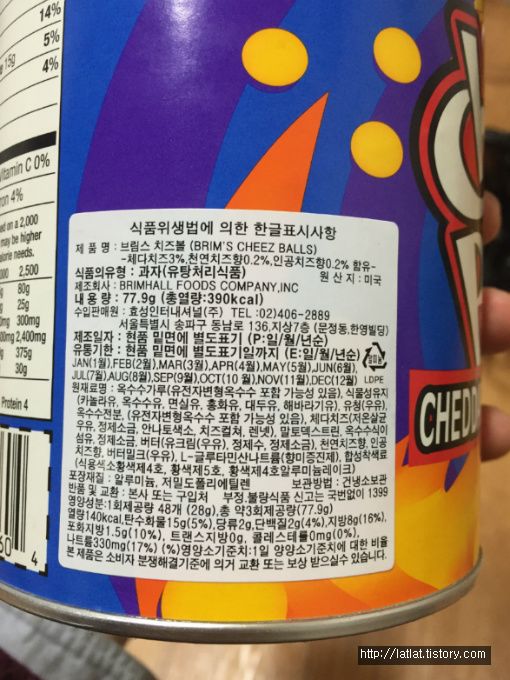 14%
5%
15g 4%
Vitamin C 0%
ron 4%
on a 2,000
may be higher
calorie needs.
2,000 2,500
80g
25g
300mg
2,400mg
375g
30g
Protein 4
4
CHEDD
식품위생법에 의한 한글표시사항
제 품 명 : 브림스 치즈볼 (BRIM'S CHEEZ BALLS)
-체다치즈3%,천연치즈향0.2%,인공치즈향0.2% 함유-
식품의유형 : 과자(유탕처리식품) 원 산 지 : 미국
제조회사 : BRIMHALL FOODS COMPANY,INC
내 용 량 : 77.9g (총열량:390kcal)
수입판매원 : 효성인터내셔널(주) TEL :02)406-2889
서울특별시 송파구 동남로 136,지상7층 (문정동,한영빌딩)
제조일자 : 현품 밑면에 별도표기 (P:일/월/년순)
유통기한 : 현품 밑면에 별도표기일까지 (E:일/월/년순)
JAN(1월),FEB(2월),MAR(3월),APR(4월),MAY(5월),JUN(6월),
JUL(7월)AUG(8월),SEP(9월),OCT(10 월),NOV(11월),DEC(12월) LDPE
원재료명 : 옥수수가루(유전자변형옥수수 포함 가능성 있음), 식물성유지
(카놀라유, 옥수수유, 면실유, 홍화유, 대두유, 해바라기유), 유청(우유),
옥수수전분, (유전자변형옥수수 포함 가능성 있음), 체다치즈(저온살균
우유, 정제소금, 안나토색소, 치즈컬쳐, 렌넷), 말토덱스트린, 옥수수
섬유, 정제소금, 버터(유크림(우유), 정제수, 정제소금), 천연치즈향, 인공
치즈향, 버터밀크(우유), L-글루타민산나트륨(향미증진제), 합성착색료
(식용색소황색제4호, 황색제5호, 황색제4호알루미늄레이크)
포장재질 : 알루미늄, 저밀도폴리에틸렌 보관방법 : 건냉소보관
반품 및 교환 : 본사 또는 구입처 부정,불량식품 신고는 국번없이 1399
영양성분:1회제공량 48개 (28g), 총 약3회제공량(77.9g)
열량140kcal,탄수화물15g(5%),당류2g,단백질2g(4%),지방8g(16%),
포화지방1.5g(10%), 트랜스지방0g, 콜레스테롤0mg(0%),
나트륨330mg(17%) (%)영양소기준치:1일 영양소기준치에 대한 비율
본 제품은 소비자 분쟁해결기준에 의거 교환 또는 보상 받으실수 있습니다.
http://latlat.tistory.com